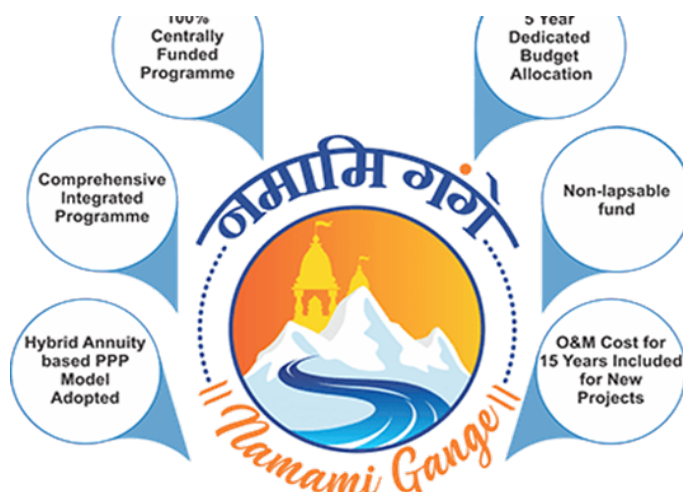 100%
Centrally
Funded
Programme
5 Year
Dedicated
Budget
Allocation
Comprehensive
Integrated
Programme
Non-lapsable
fund
Hybrid Annuity
based PPP
Model
Adopted
O&M Cost for
15 Years Included
for New
Projects
नमामि गंगे
|| Namami Gange ||